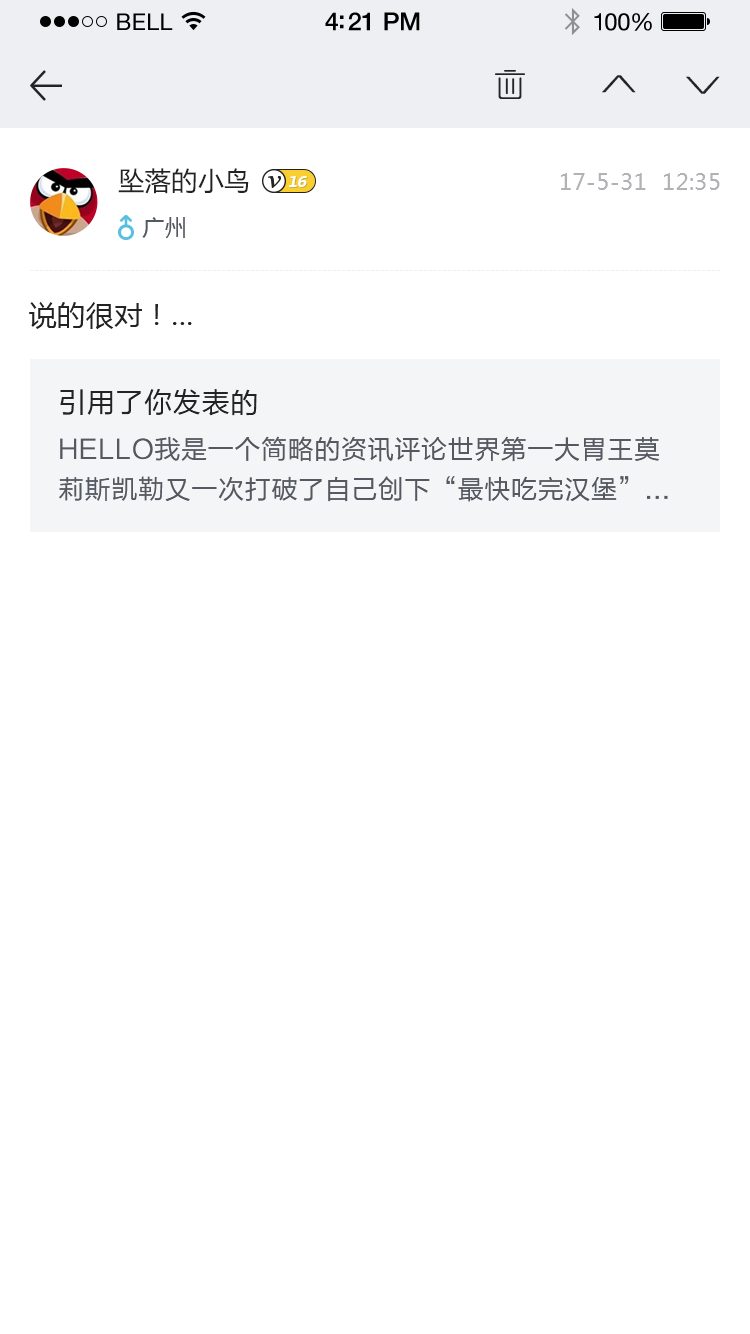 BELL 4:21 PM 100%
坠落的小鸟 V16 17-5-31 12:35
广州
说的很对！...
引用了你发表的
HELLO我是一个简略的资讯评论世界第一大胃王莫
莉斯凯勒又一次打破了自己创下“最快吃完汉堡”...